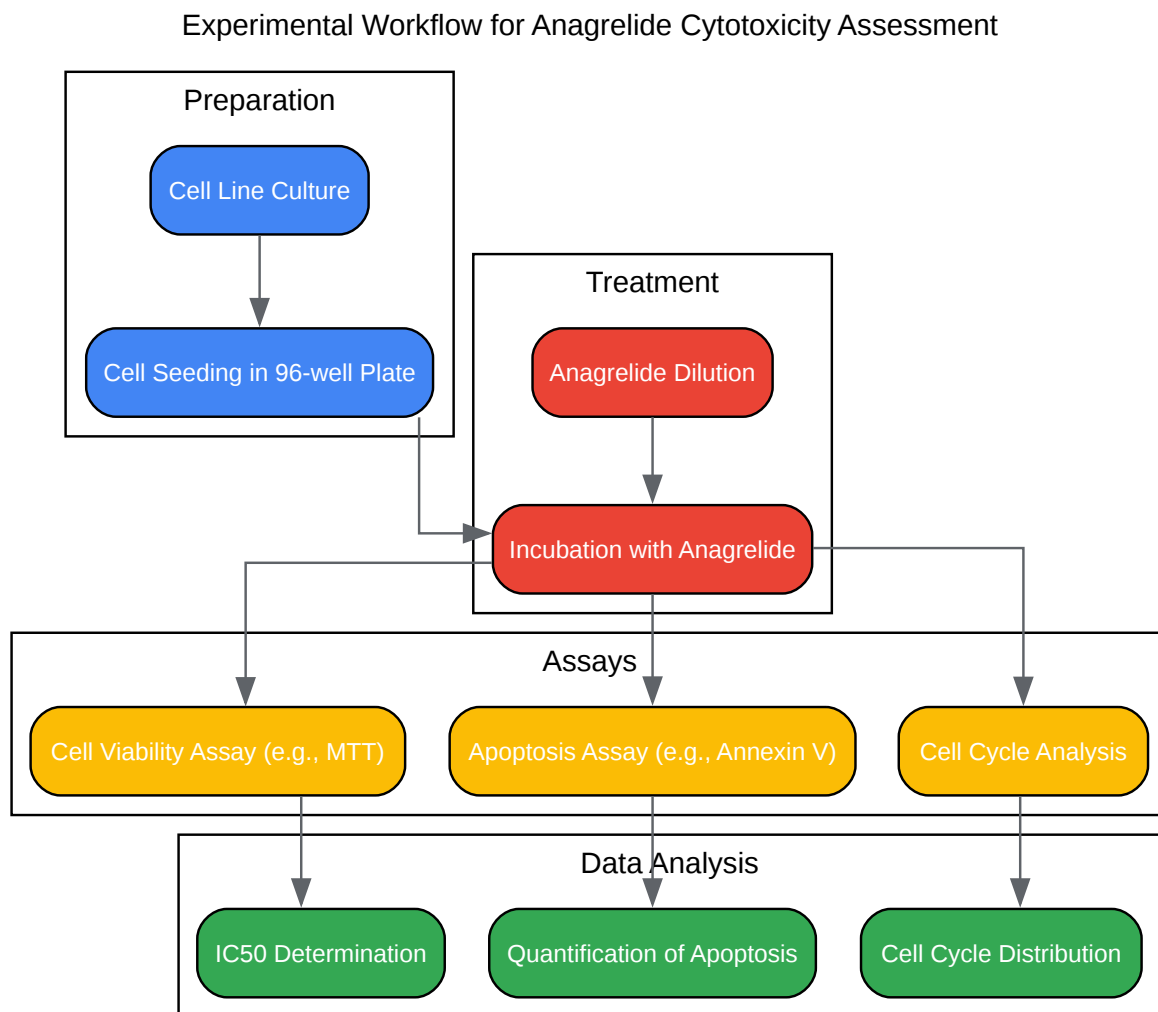 Experimental Workflow for Anagrelide Cytotoxicity Assessment
Preparation
Cell Line Culture
Cell Seeding in 96-well Plate
Treatment
Anagrelide Dilution
Incubation with Anagrelide
Assays
Cell Viability Assay (e.g., MTT)
Apoptosis Assay (e.g., Annexin V)
Cell Cycle Analysis
Data Analysis
IC50 Determination
Quantification of Apoptosis
Cell Cycle Distribution